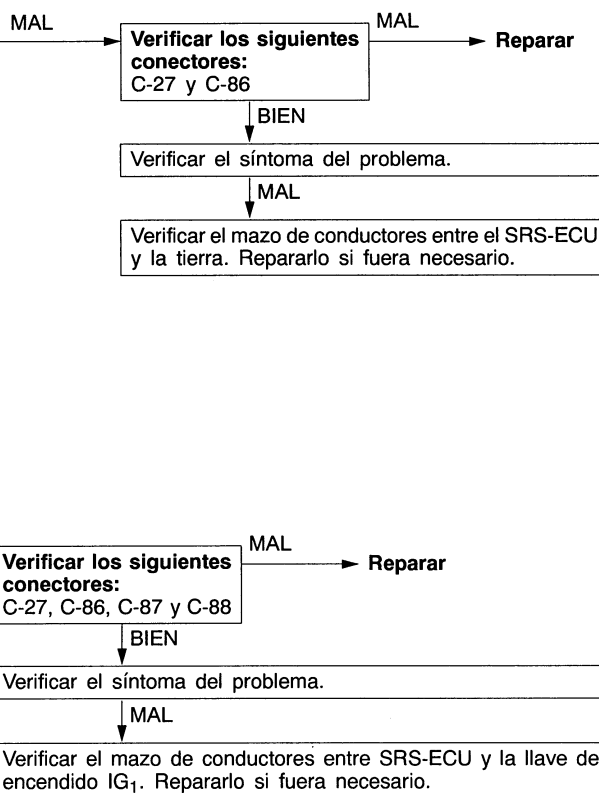 MAL
MAL
Verificar los siguientes
conectores:
C-27 y C-86
Reparar
BIEN
Verificar el síntoma del problema.
MAL
Verificar el mazo de conductores entre el SRS-ECU
y la tierra. Repararlo si fuera necesario.
MAL
Verificar los siguientes
conectores:
C-27, C-86, C-87 y C-88
Reparar
BIEN
Verificar el síntoma del problema.
MAL
Verificar el mazo de conductores entre SRS-ECU y la llave de
encendido IG₁. Repararlo si fuera necesario.